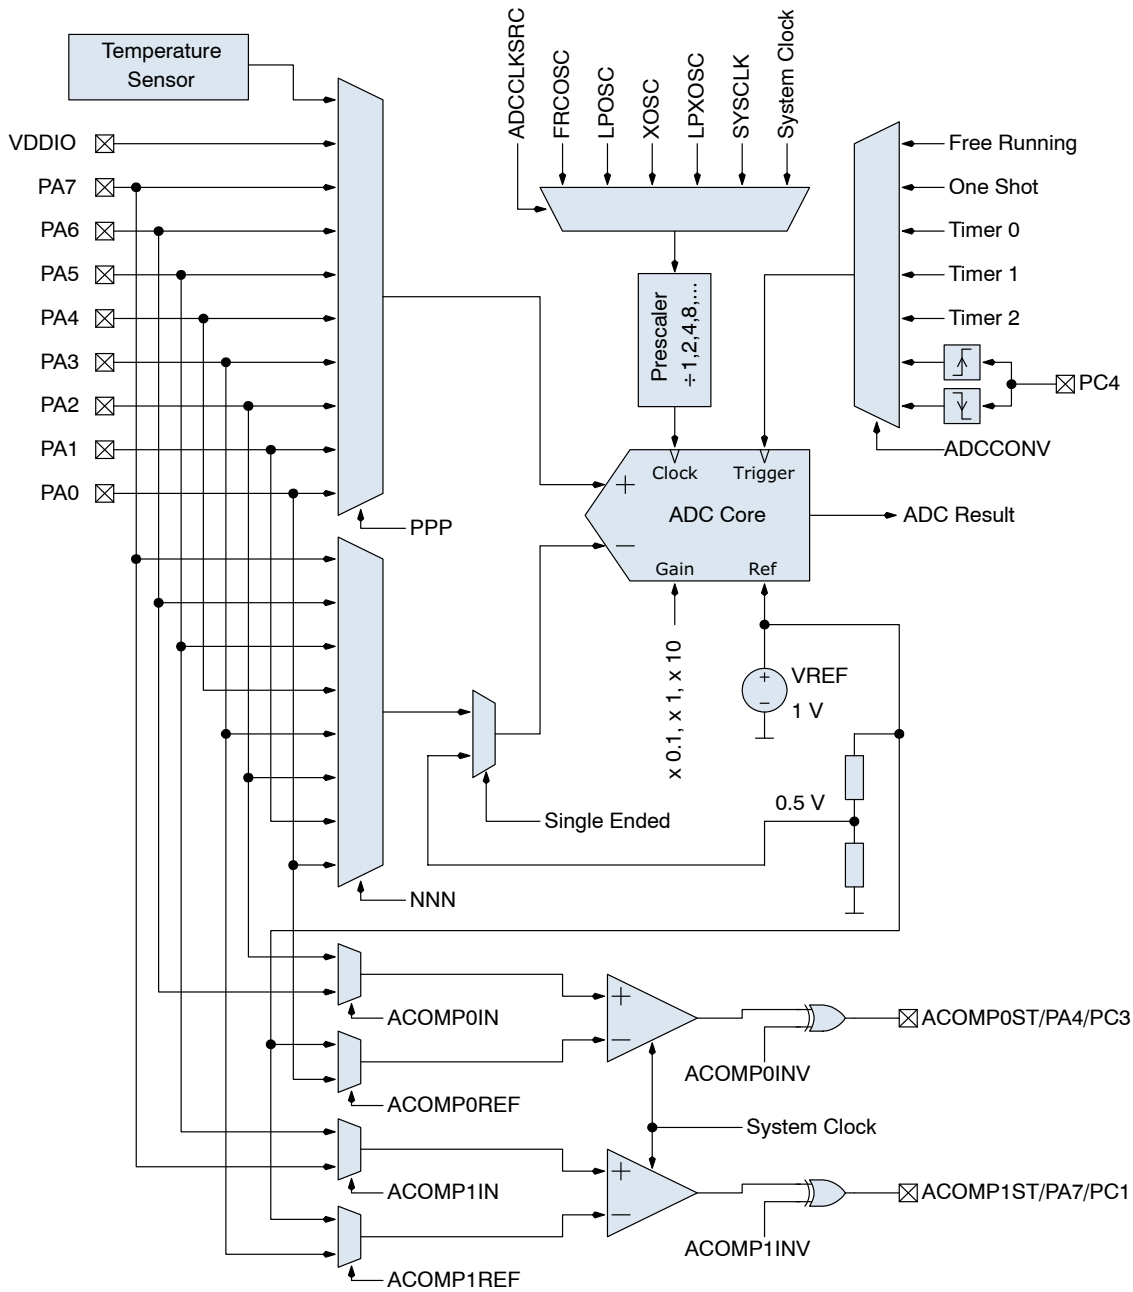 Temperature
Sensor
VDDIO
PA7
PA6
PA5
PA4
PA3
PA2
PA1
PA0
PPP
NNN
ADCCLKSRC
FRCOSC
LPOSC
XOSC
LPXOSC
SYSCLK
System Clock
Prescaler
÷1,2,4,8,...
Free Running
One Shot
Timer 0
Timer 1
Timer 2
PC4
ADCCONV
Clock
Trigger
+
ADC Core
−
Gain
Ref
ADC Result
x 0.1, x 1, x 10
+
−
VREF
1 V
0.5 V
Single Ended
ACOMP0IN
+
−
ACOMP0ST/PA4/PC3
ACOMP0INV
ACOMP0REF
System Clock
ACOMP1IN
+
−
ACOMP1ST/PA7/PC1
ACOMP1INV
ACOMP1REF